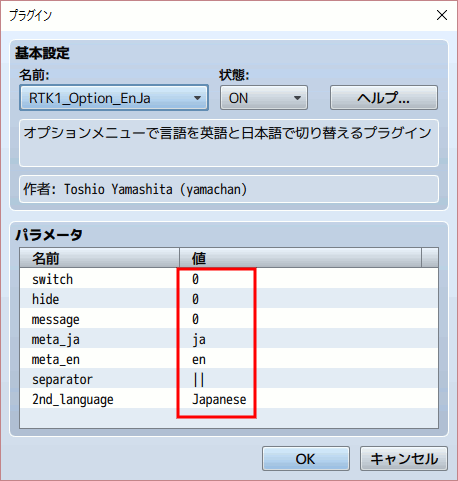 プラグイン
基本設定
名前: 状態:
RTK1_Option_EnJa ON ヘルプ...
オプションメニューで言語を英語と日本語で切り替えるプラグイン
作者: Toshio Yamashita (yamachan)
パラメータ
名前 値
switch 0
hide 0
message 0
meta_ja ja
meta_en en
separator ||
2nd_language Japanese
OK キャンセル